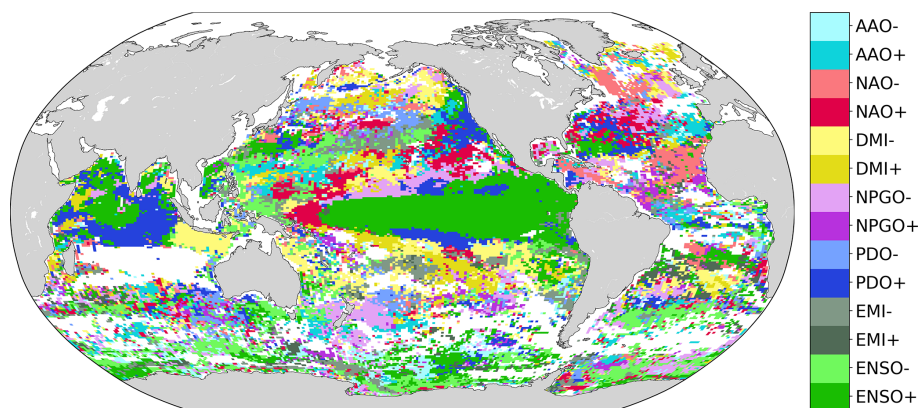 AAO-
AAO+
NAO-
NAO+
DMI-
DMI+
NPGO-
NPGO+
PDO-
PDO+
EMI-
EMI+
ENSO-
ENSO+